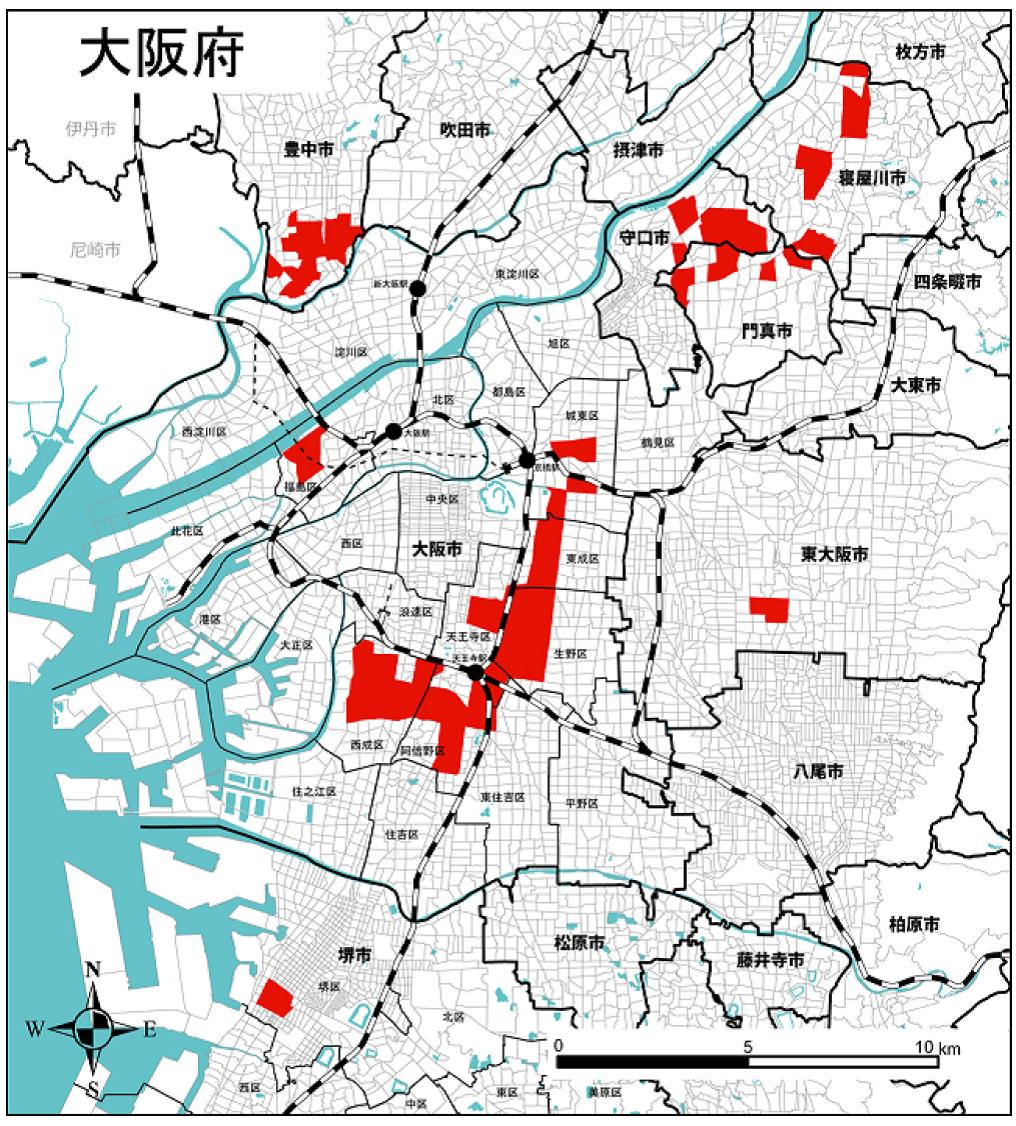 大阪府
枚方市
伊丹市
吹田市
豊中市
摂津市
寝屋川市
守口市
尼崎市
東淀川区
新大阪駅
四条畷市
門真市
旭区
淀川区
大東市
都島区
北区
城東区
西淀川区
大阪駅
鶴見区
京橋駅
福島区
中央区
此花区
西区
大阪市
東成区
東大阪市
浪速区
港区
天王寺区
大正区
生野区
天王寺駅
西成区
阿倍野区
八尾市
住之江区
東住吉区
平野区
住吉区
柏原市
松原市
堺市
藤井寺市
N
堺区
北区
W
E
0
5
10 km
S
西区
東区
美原区
中区